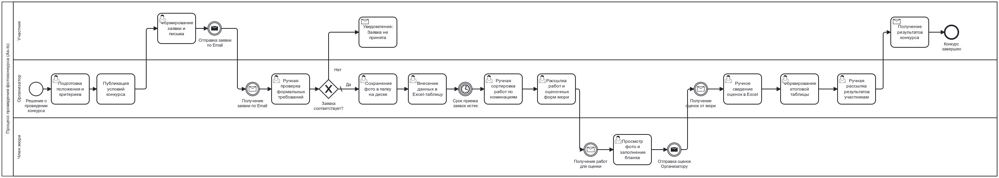 Процесс проведения фотоконкурса (As-Is)
Участник
Формирование
заявки и
письма
Отправка заявки
по Email
Уведомление:
Заявка не
принята
Получение
результатов
конкурса
Конкурс
завершен
Организатор
Решение о
проведении
конкурса
Подготовка
положения и
критериев
Публикация
условий
конкурса
Получение
заявки по Email
Ручная
проверка
формальных
требований
Заявка
соответствует?
Нет
Да
Сохранение
фото в папку
на диске
Внесение
данных в
Excel-таблицу
Срок приема
заявок истек
Ручная
сортировка
работ по
номинациям
Рассылка
работ и
оценочных
форм жюри
Получение
оценок от жюри
Ручное
сведение
оценок в Excel
Формирование
итоговой
таблицы
Ручная
рассылка
результатов
участникам
Член жюри
Получение работ
для оценки
Просмотр
фото и
заполнение
бланка
Отправка оценок
Организатору